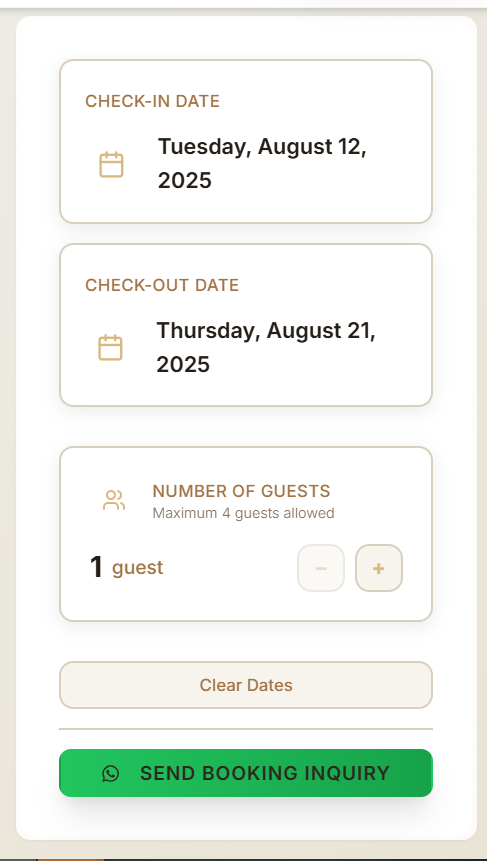 CHECK-IN DATE
Tuesday, August 12,
2025
CHECK-OUT DATE
Thursday, August 21,
2025
NUMBER OF GUESTS
Maximum 4 guests allowed
1 guest
− +
Clear Dates
SEND BOOKING INQUIRY